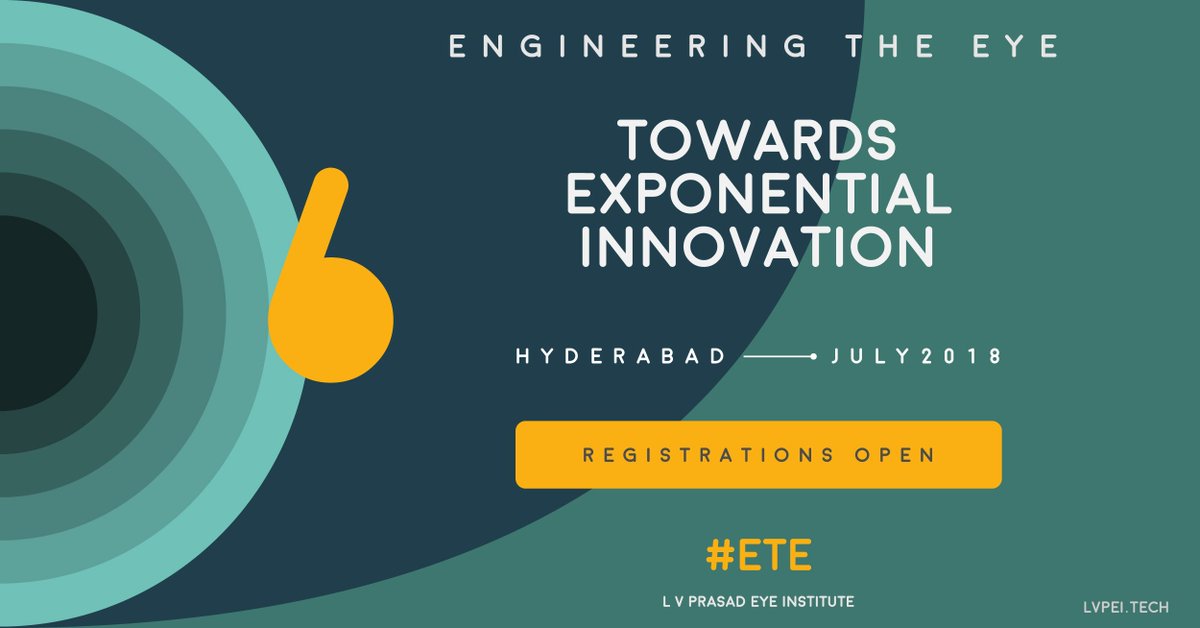 ENGINEERING THE EYE
TOWARDS
EXPONENTIAL
INNOVATION
HYDERABAD JULY2018
REGISTRATIONS OPEN
#ETE
L V PRASAD EYE INSTITUTE
LVPEI.TECH